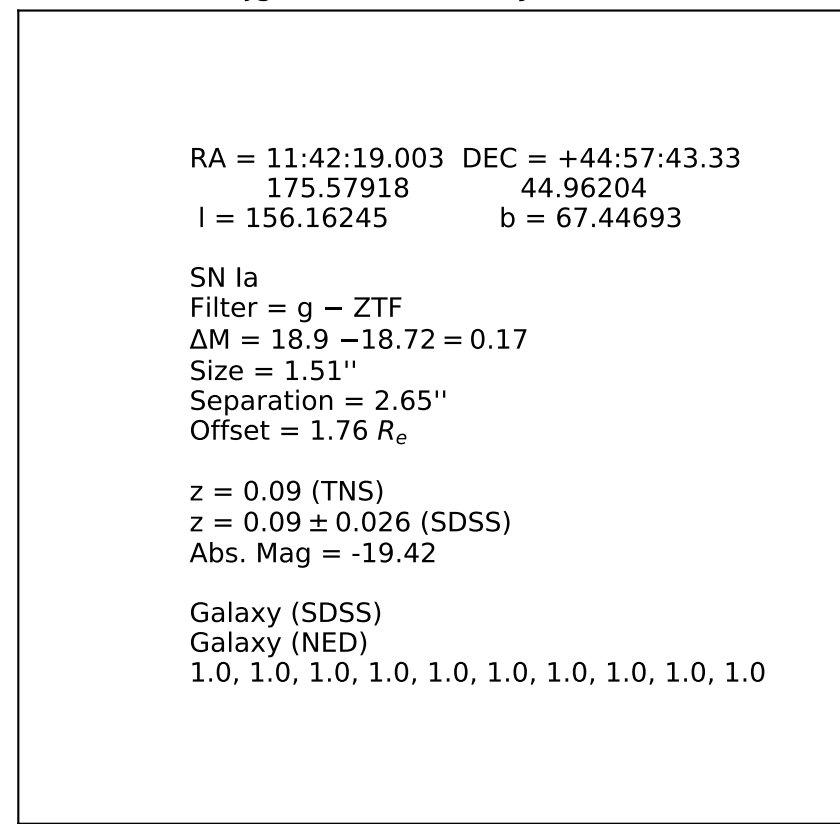 RA = 11:42:19.003 DEC = +44:57:43.33
175.57918 44.96204
l = 156.16245 b = 67.44693
SN Ia
Filter = g − ZTF
ΔM = 18.9 −18.72 = 0.17
Size = 1.51''
Separation = 2.65''
Offset = 1.76 Re
z = 0.09 (TNS)
z = 0.09 ± 0.026 (SDSS)
Abs. Mag = -19.42
Galaxy (SDSS)
Galaxy (NED)
1.0, 1.0, 1.0, 1.0, 1.0, 1.0, 1.0, 1.0, 1.0, 1.0